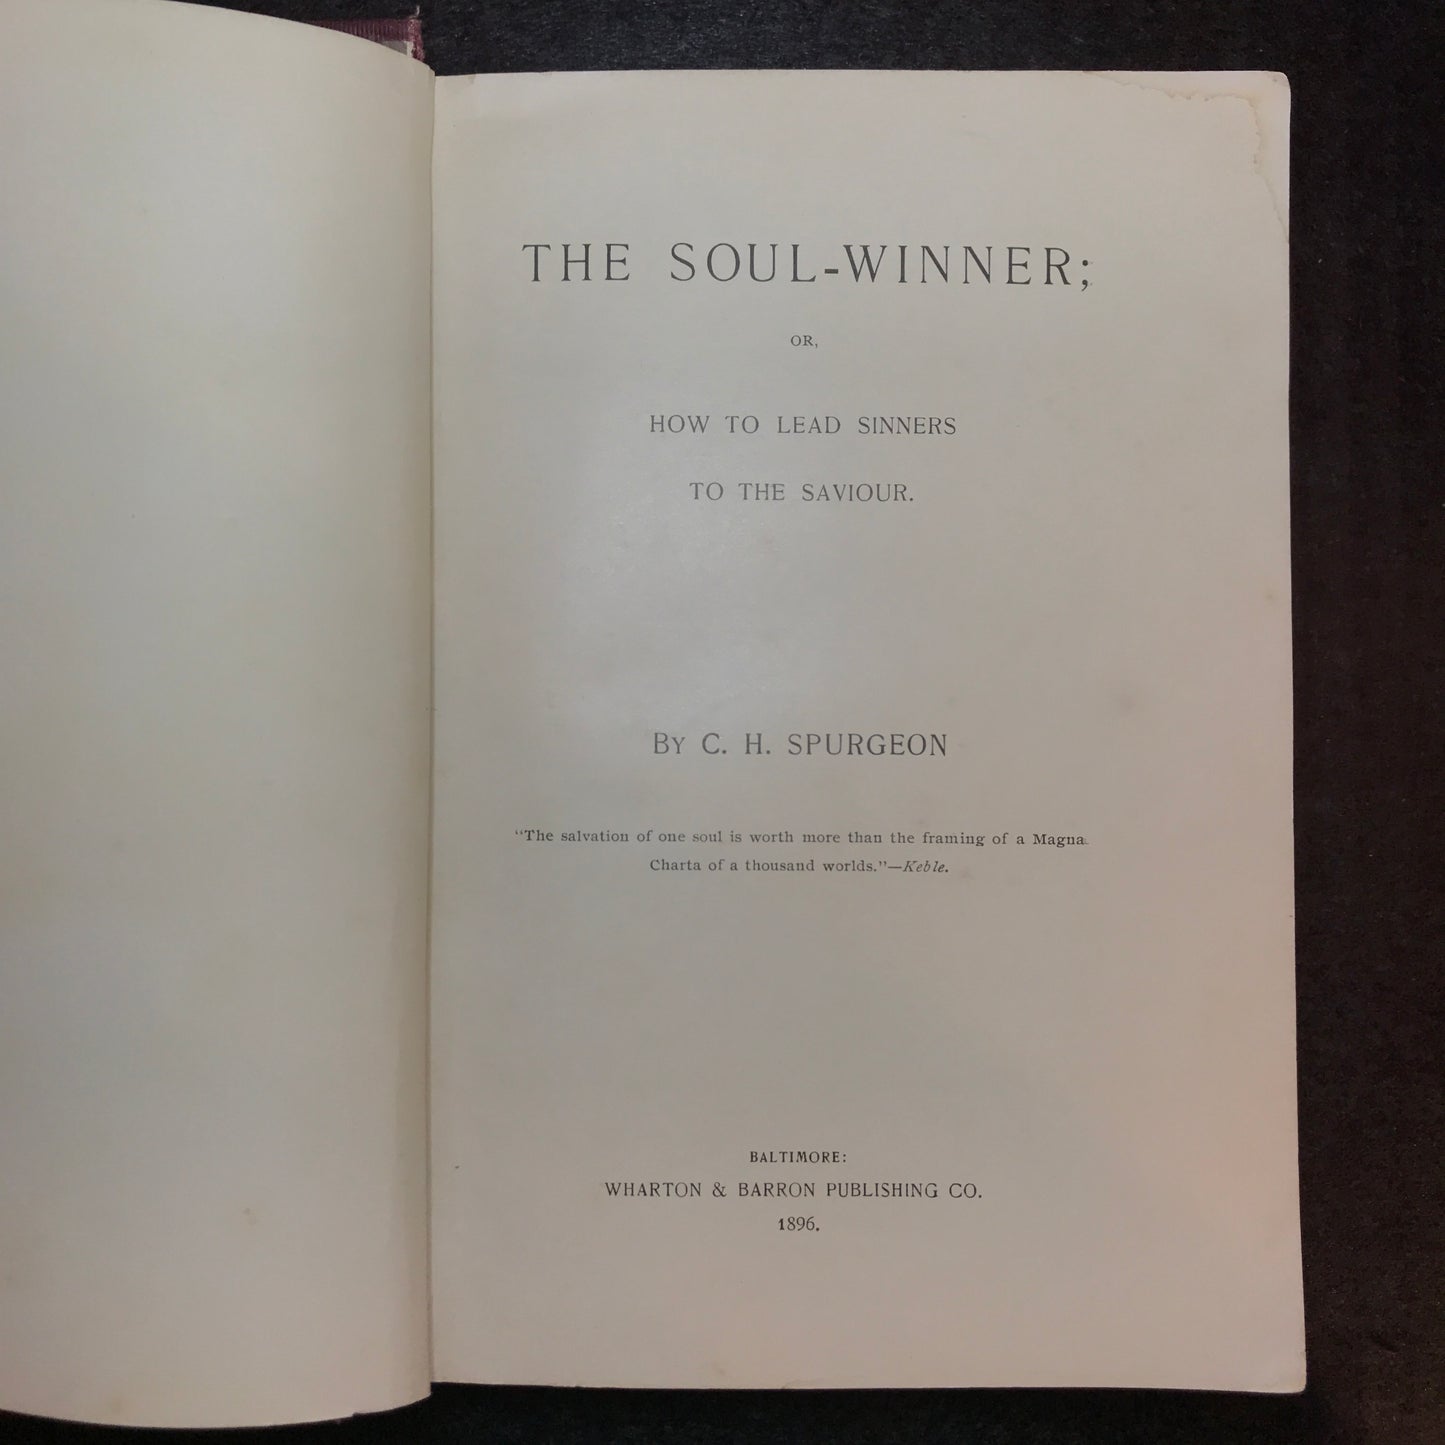 THE SOUL-WINNER;
OR,
HOW TO LEAD SINNERS
TO THE SAVIOUR.
BY C. H. SPURGEON
"The salvation of one soul is worth more than the framing of a Magna
Charta of a thousand worlds."—Keble.
BALTIMORE:
WHARTON & BARRON PUBLISHING CO.
1896.